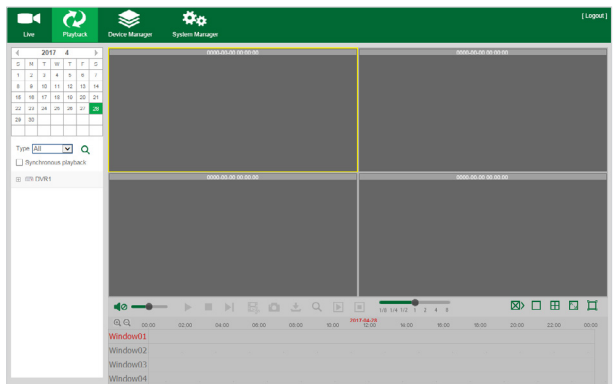 [ Logout ]
Live Playback Device Manager System Manager
2017 4
S M T W T F S
1 2 3 4 5 6 7
8 9 10 11 12 13 14
15 16 17 18 19 20 21
22 23 24 25 26 27 28
29 30
Type All
Synchronous playback
DVR1
0000-00-00 00:00:00 0000-00-00 00:00:00
0000-00-00 00:00:00 0000-00-00 00:00:00
1/8 1/4 1/2 1 2 4 8
2017-04-28
00:00 02:00 04:00 06:00 08:00 10:00 12:00 14:00 16:00 18:00 20:00 22:00 00:00
Window01
Window02
Window03
Window04